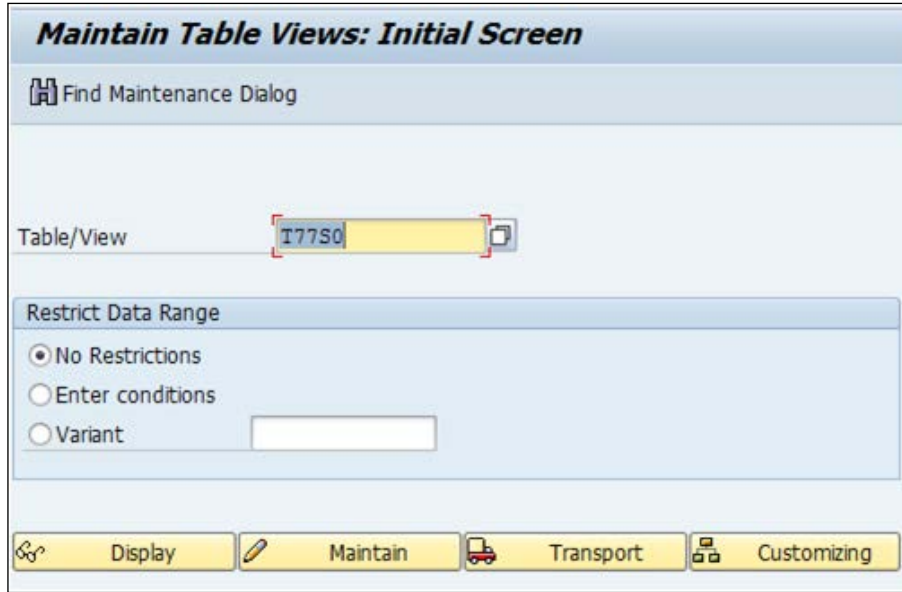 Maintain Table Views: Initial Screen
Find Maintenance Dialog
Table/View T77S0
Restrict Data Range
No Restrictions
Enter conditions
Variant
Display Maintain Transport Customizing